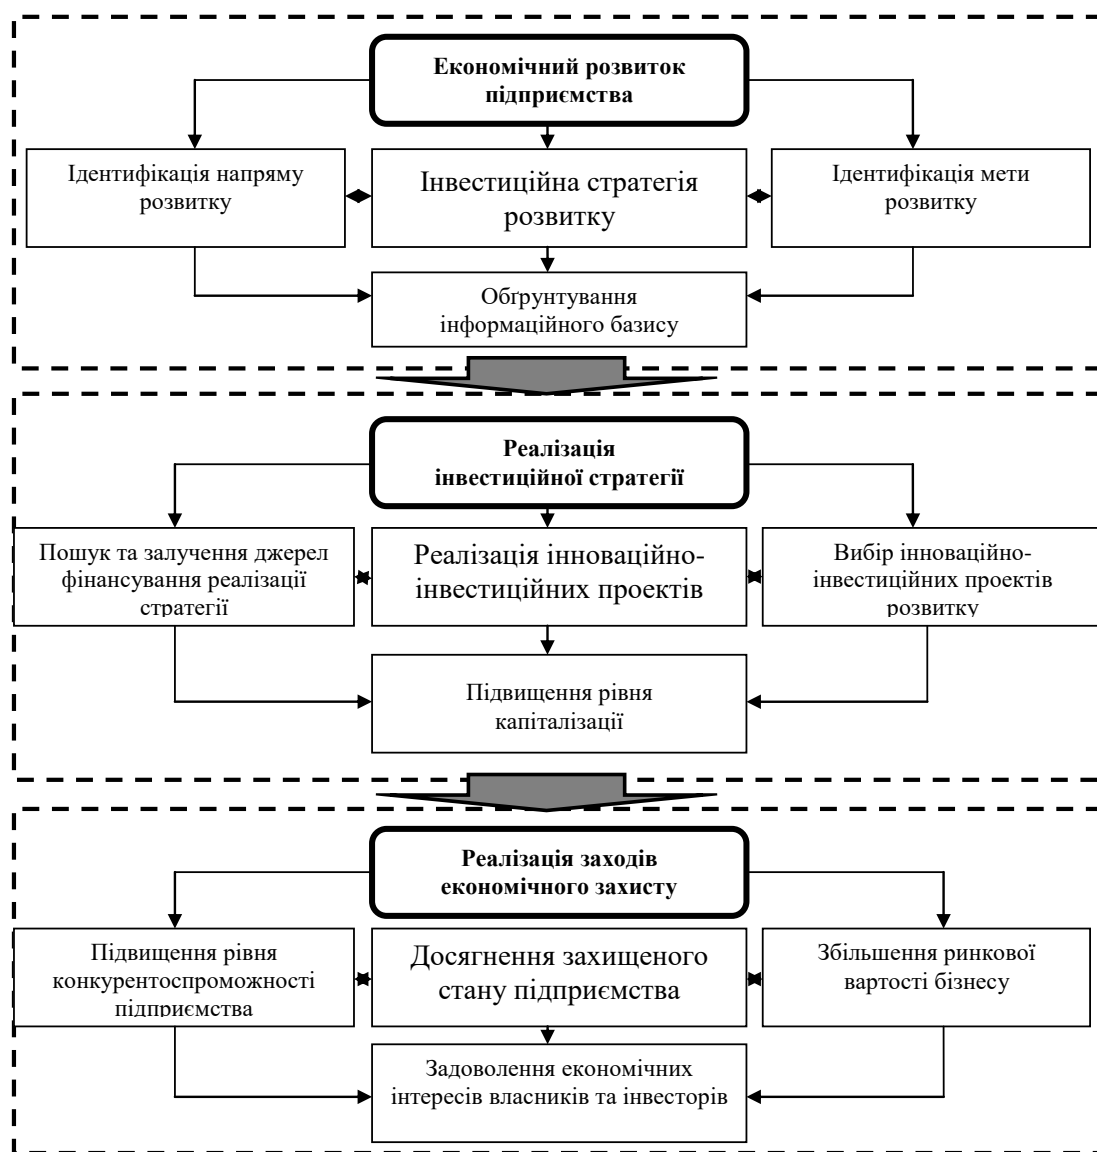 Економічний розвиток
підприємства
Ідентифікація напряму
розвитку
Інвестиційна стратегія
розвитку
Ідентифікація мети
розвитку
Обґрунтування
інформаційного базису
Реалізація
інвестиційної стратегії
Пошук та залучення джерел
фінансування реалізації
стратегії
Реалізація інноваційно-
інвестиційних проектів
Вибір інноваційно-
інвестиційних проектів
розвитку
Підвищення рівня
капіталізації
Реалізація заходів
економічного захисту
Підвищення рівня
конкурентоспроможності
підприємства
Досягнення захищеного
стану підприємства
Збільшення ринкової
вартості бізнесу
Задоволення економічних
інтересів власників та інвесторів